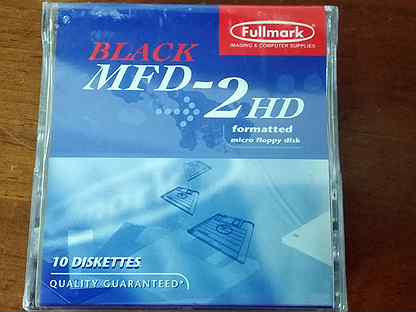 Fullmark
IMAGING & COMPUTER SUPPLIES
BLACK
MFD-2HD
formatted
micro floppy disk
10 DISKETTES
QUALITY GUARANTEED